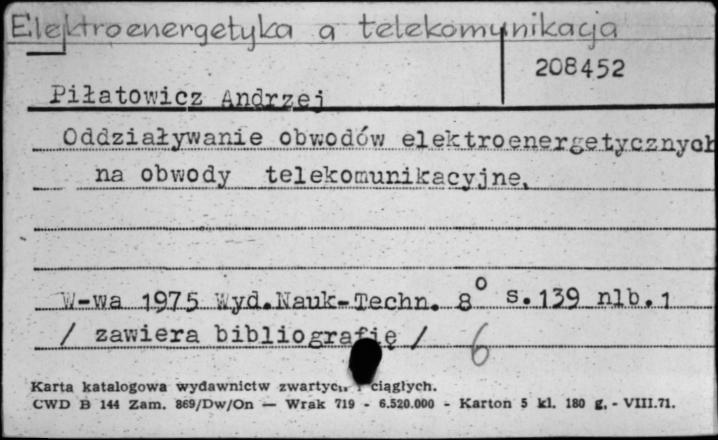 Elektroenergetyka a telekomunikacja
208452
Piłatowicz Andrzej
Oddziaływanie obwodów elektroenergetycznych
na obwody telekomunikacyjne.
W-wa 1975 Wyd.Nauk-Techn. 8° s.139 nlb.1
/ zawiera bibliografię / 6
Karta katalogowa wydawnictw zwartych i ciągłych.
CWD B 144 Zam. 869/Dw/On — Wrak 719 - 6.520.000 - Karton 5 kl. 180 g. - VIII.71.